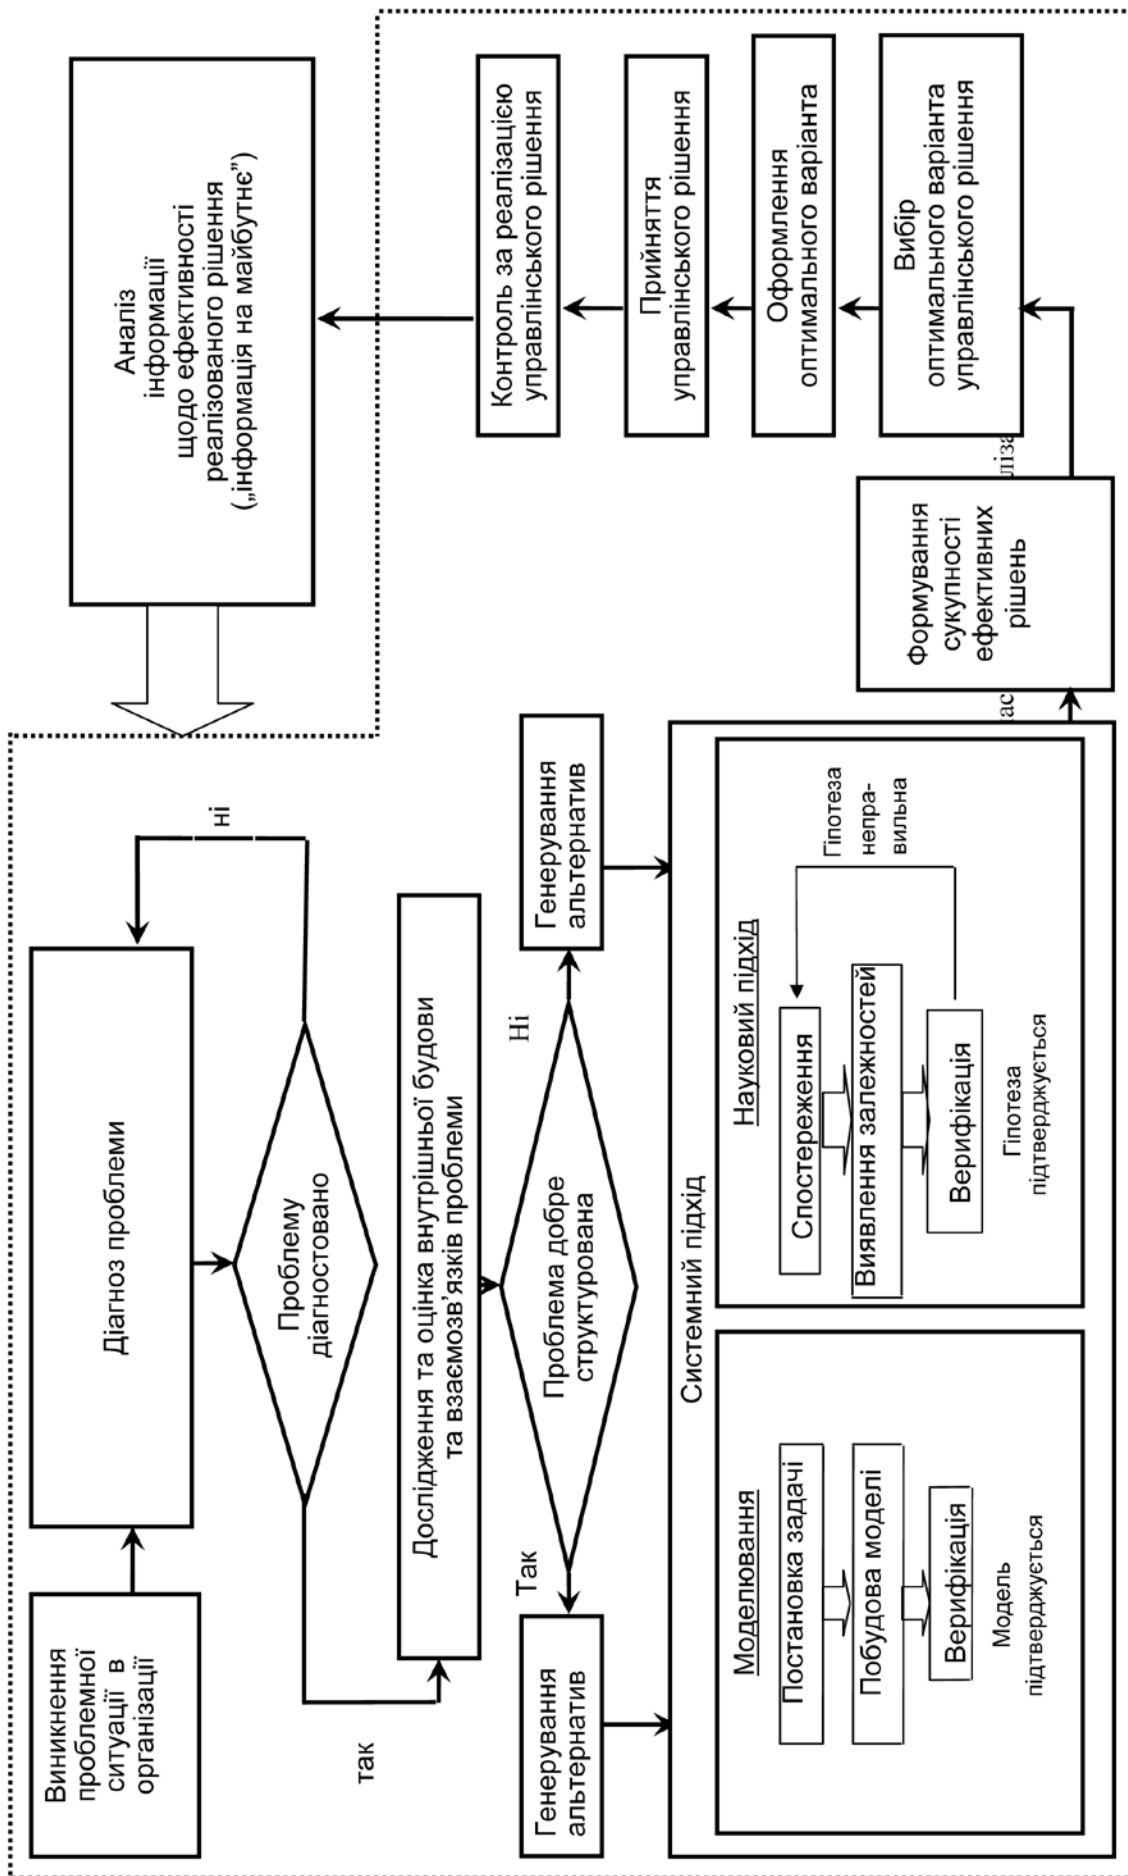 Виникнення
проблемної
ситуації в
організації
Діагноз проблеми
ні
Проблему
діагностовано
так
Дослідження та оцінка внутрішньої будови
та взаємозв’язків проблеми
Проблема добре
структурована
Так
Ні
Генерування
альтернатив
Генерування
альтернатив
Системний підхід
Моделювання
Постановка задачі
Побудова моделі
Верифікація
Модель
підтверджується
Науковий підхід
Спостереження
Виявлення залежностей
Верифікація
Гіпотеза
підтверджується
Гіпотеза
непра-
вильна
Формування
сукупності
ефективних
рішень
Вибір
оптимального варіанта
управлінського рішення
Оформлення
оптимального варіанта
Прийняття
управлінського рішення
Контроль за реалізацією
управлінського рішення
Аналіз
інформації
щодо ефективності
реалізованого рішення
(„інформація на майбутнє”)